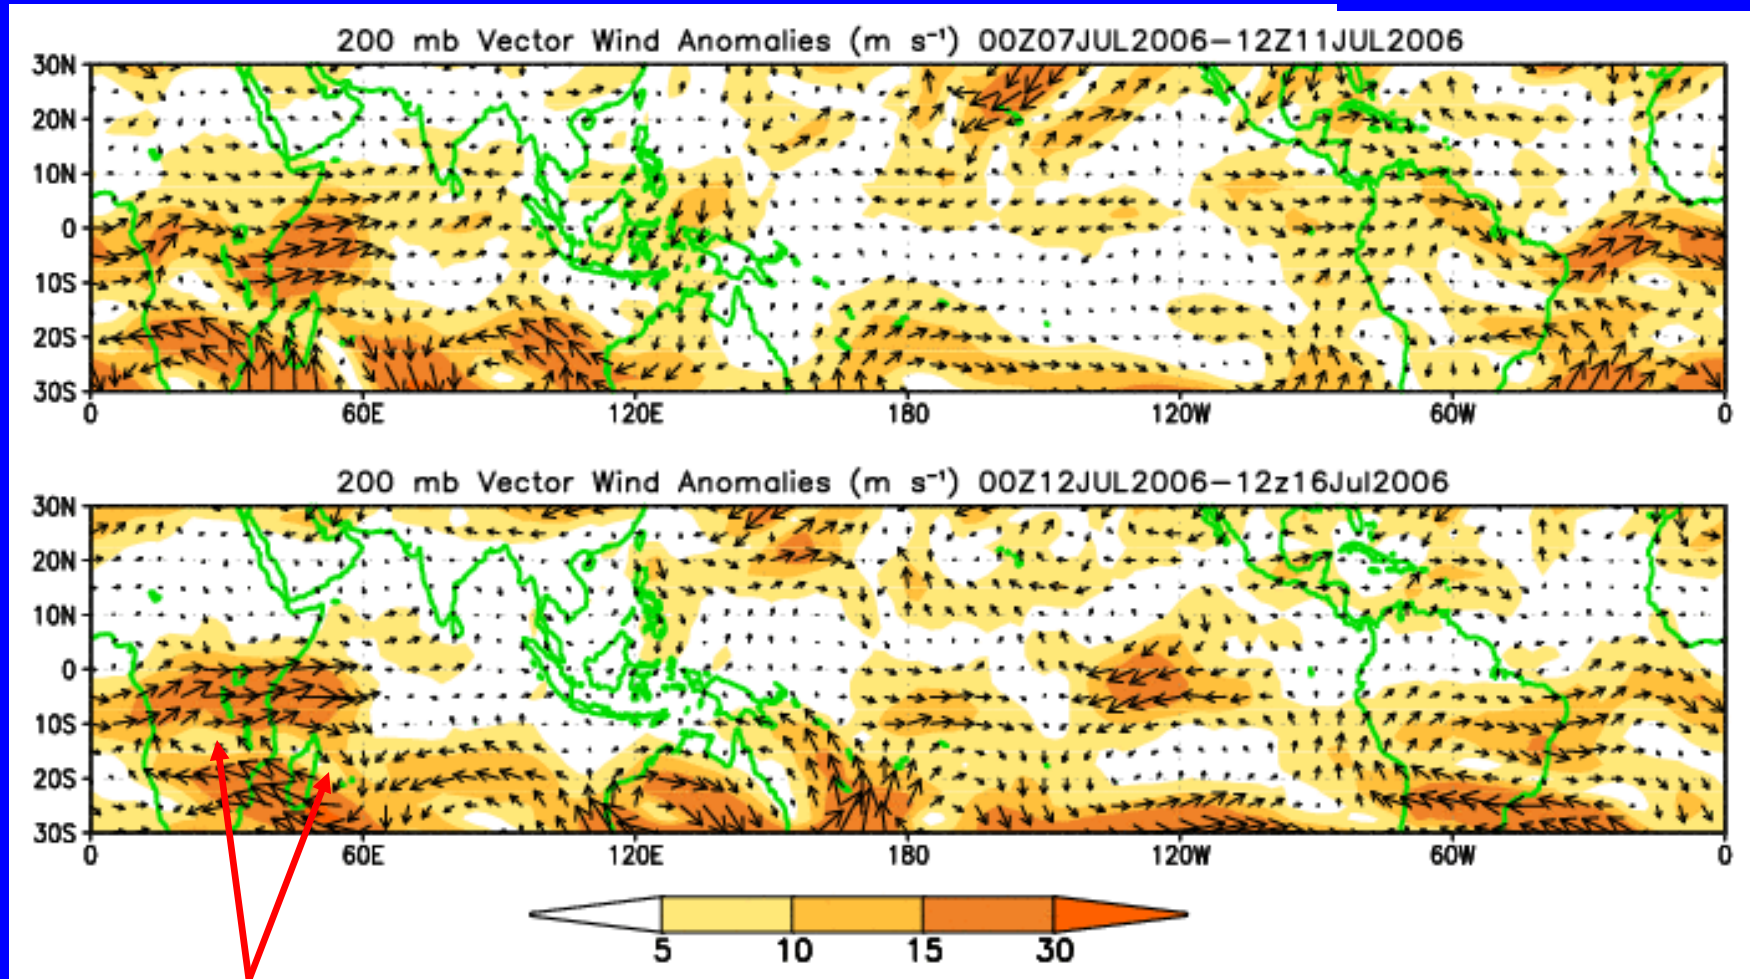 200 mb Vector Wind Anomalies (m s⁻¹) 00Z07JUL2006–12Z11JUL2006
30N
20N
10N
0
10S
20S
30S
0 60E 120E 180 120W 60W 0
200 mb Vector Wind Anomalies (m s⁻¹) 00Z12JUL2006–12z16Jul2006
30N
20N
10N
0
10S
20S
30S
0 60E 120E 180 120W 60W 0
5 10 15 30